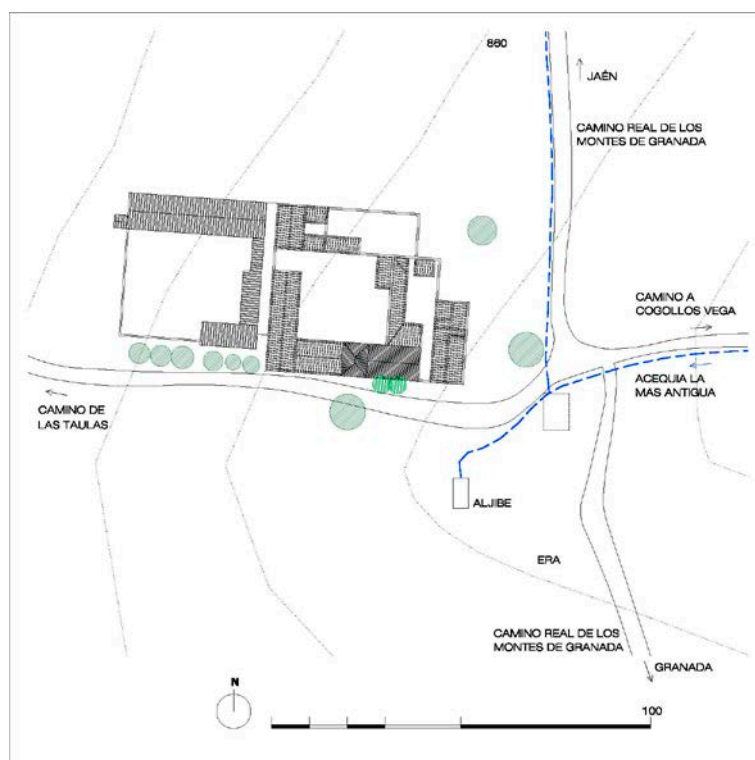 860
JAÉN
CAMINO REAL DE LOS
MONTES DE GRANADA
CAMINO A
COGOLLOS VEGA
ACEQUIA LA
MAS ANTIGUA
CAMINO DE
LAS TAULAS
ALJIBE
ERA
CAMINO REAL DE LOS
MONTES DE GRANADA
GRANADA
N
100